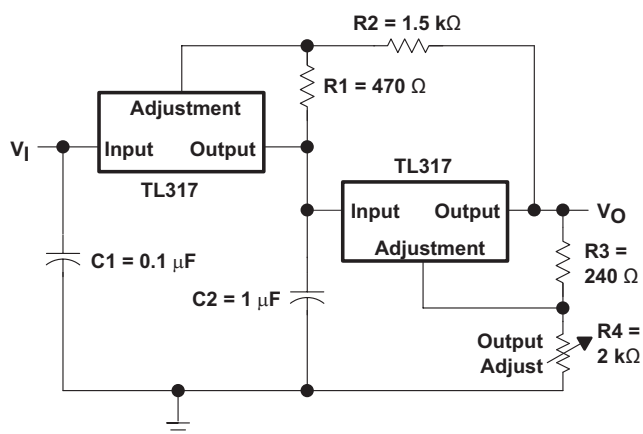 R2 = 1.5 kΩ
R1 = 470 Ω
Adjustment
VI
Input
Output
TL317
TL317
Input
Output
VO
Adjustment
R3 =
240 Ω
C1 = 0.1 μF
C2 = 1 μF
Output
Adjust
R4 =
2 kΩ